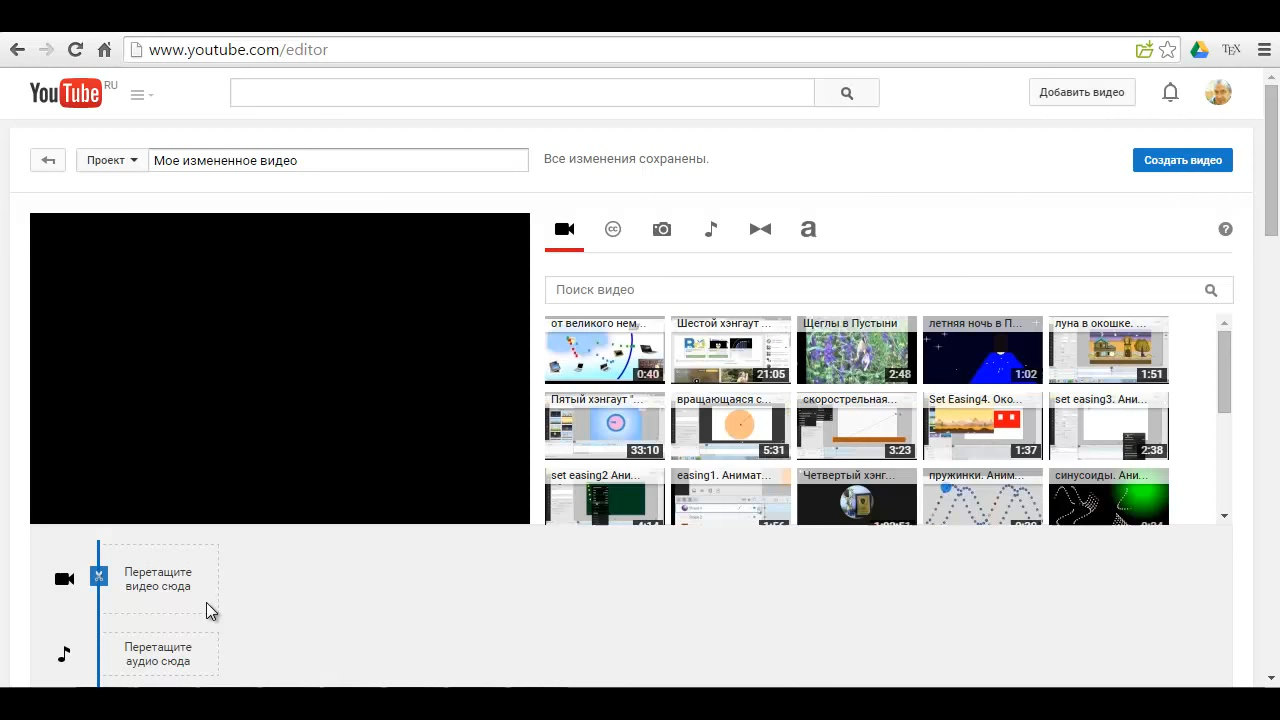 www.youtube.com/editor
TEX
YouTube RU
Добавить видео
Проект
Мое измененное видео
Все изменения сохранены.
Создать видео
cc
a
?
Поиск видео
от великого нем...
Шестой хэнгаут ...
Щеглы в Пустыни
летняя ночь в П...
луна в окошке. ...
0:40
21:05
2:48
1:02
1:51
Пятый хэнгаут "...
вращающаяся с...
скорострельная...
Set Easing4. Око...
set easing3. Ани...
33:10
5:31
3:23
1:37
2:38
set easing2 Ани...
easing1. Анимат...
Четвертый хэнг...
пружинки. Аним...
синусоиды. Ани...
Перетащите
видео сюда
Перетащите
аудио сюда